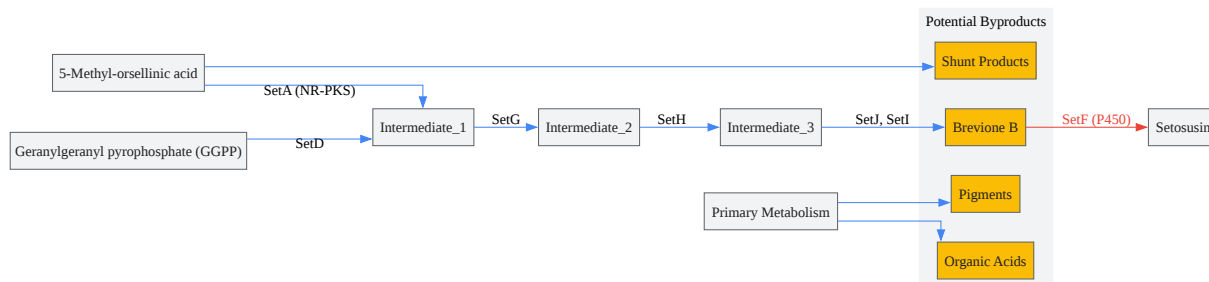 Potential Byproducts
Shunt Products
5-Methyl-orsellinic acid
SetA (NR-PKS)
Intermediate_1
SetG
Intermediate_2
SetH
Intermediate_3
SetJ, SetI
Brevione B
SetF (P450)
Setosusin
Geranylgeranyl pyrophosphate (GGPP)
SetD
Pigments
Primary Metabolism
Organic Acids